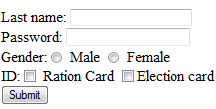 Last name:
Password:
Gender: Male Female
ID: Ration Card Election card
Submit